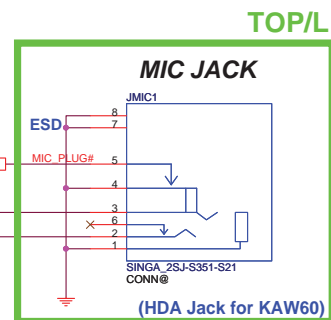 TOP/L
MIC JACK
JMIC1
8
ESD
7
MIC_PLUG#
5
4
3
6
2
1
SINGA_2SJ-S351-S21
CONN@
(HDA Jack for KAW60)